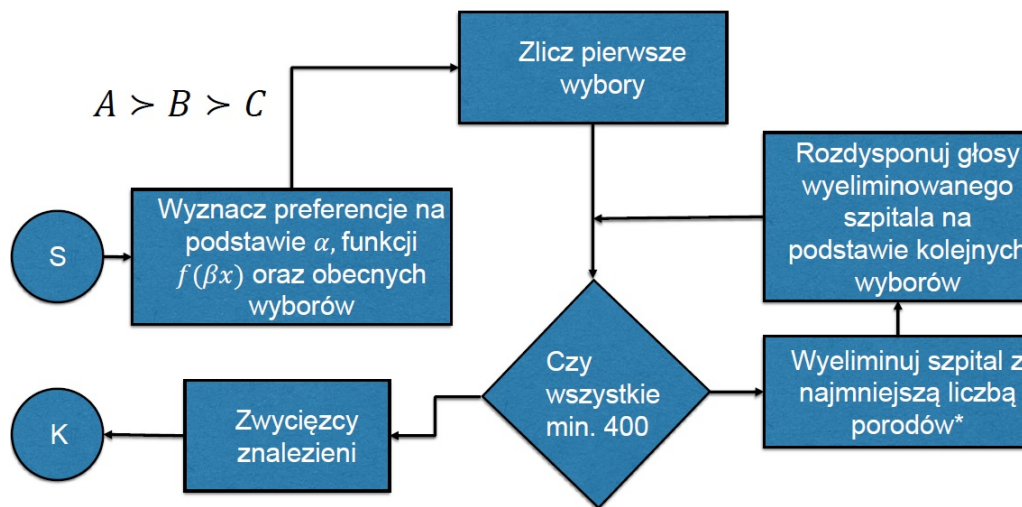 Zlicz pierwsze
wybory
A ≻ B ≻ C
S
Wyznacz preferencje na
podstawie α, funkcji
f(βx) oraz obecnych
wyborów
Rozdysponuj głosy
wyeliminowanego
szpitala na
podstawie kolejnych
wyborów
Czy
wszystkie
min. 400
Wyeliminuj szpital z
najmniejszą liczbą
porodów*
Zwycięzcy
znalezieni
K